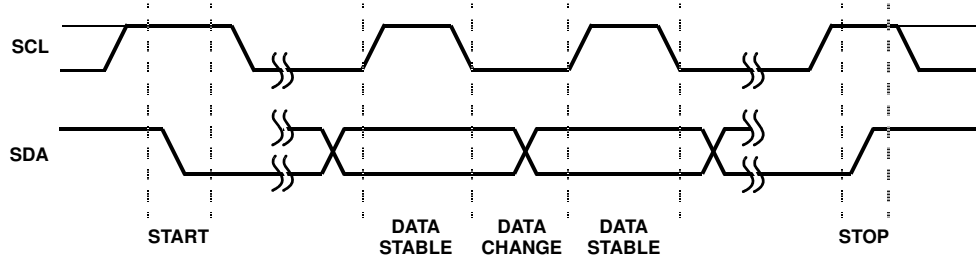 SCL
SDA
START
DATA
STABLE
DATA
CHANGE
DATA
STABLE
STOP